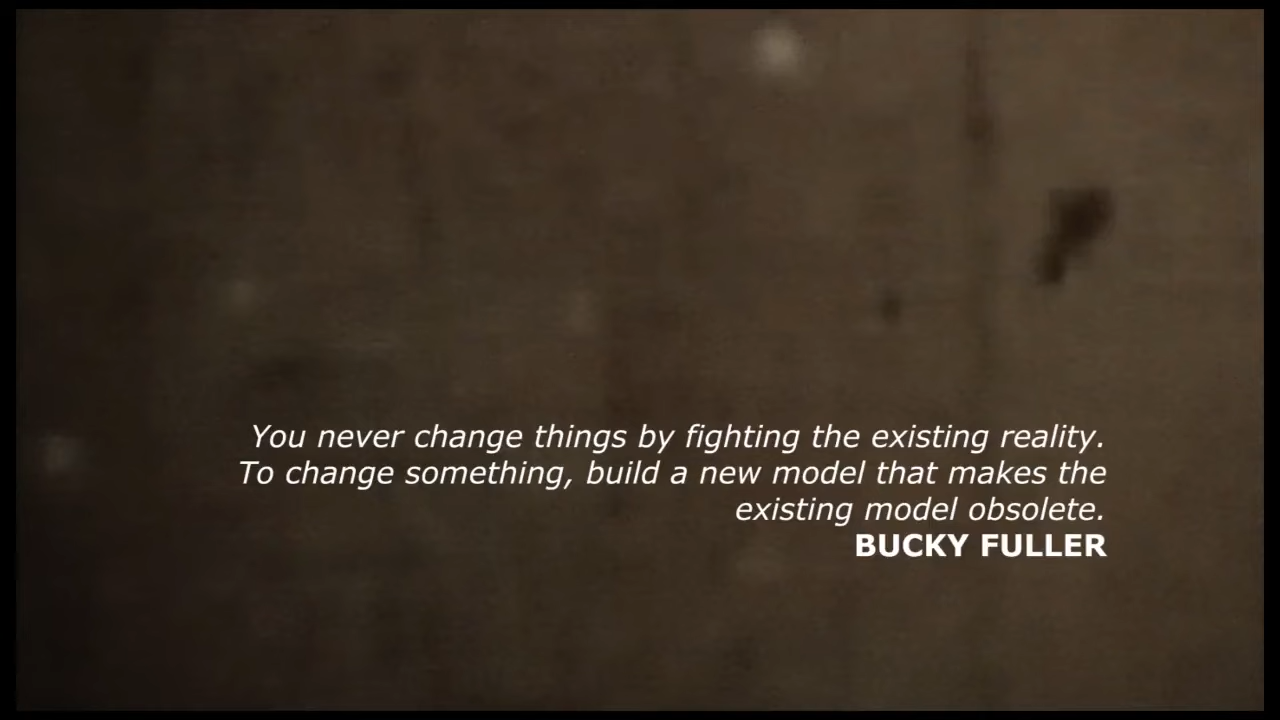 You never change things by fighting the existing reality.
To change something, build a new model that makes the
existing model obsolete.
BUCKY FULLER